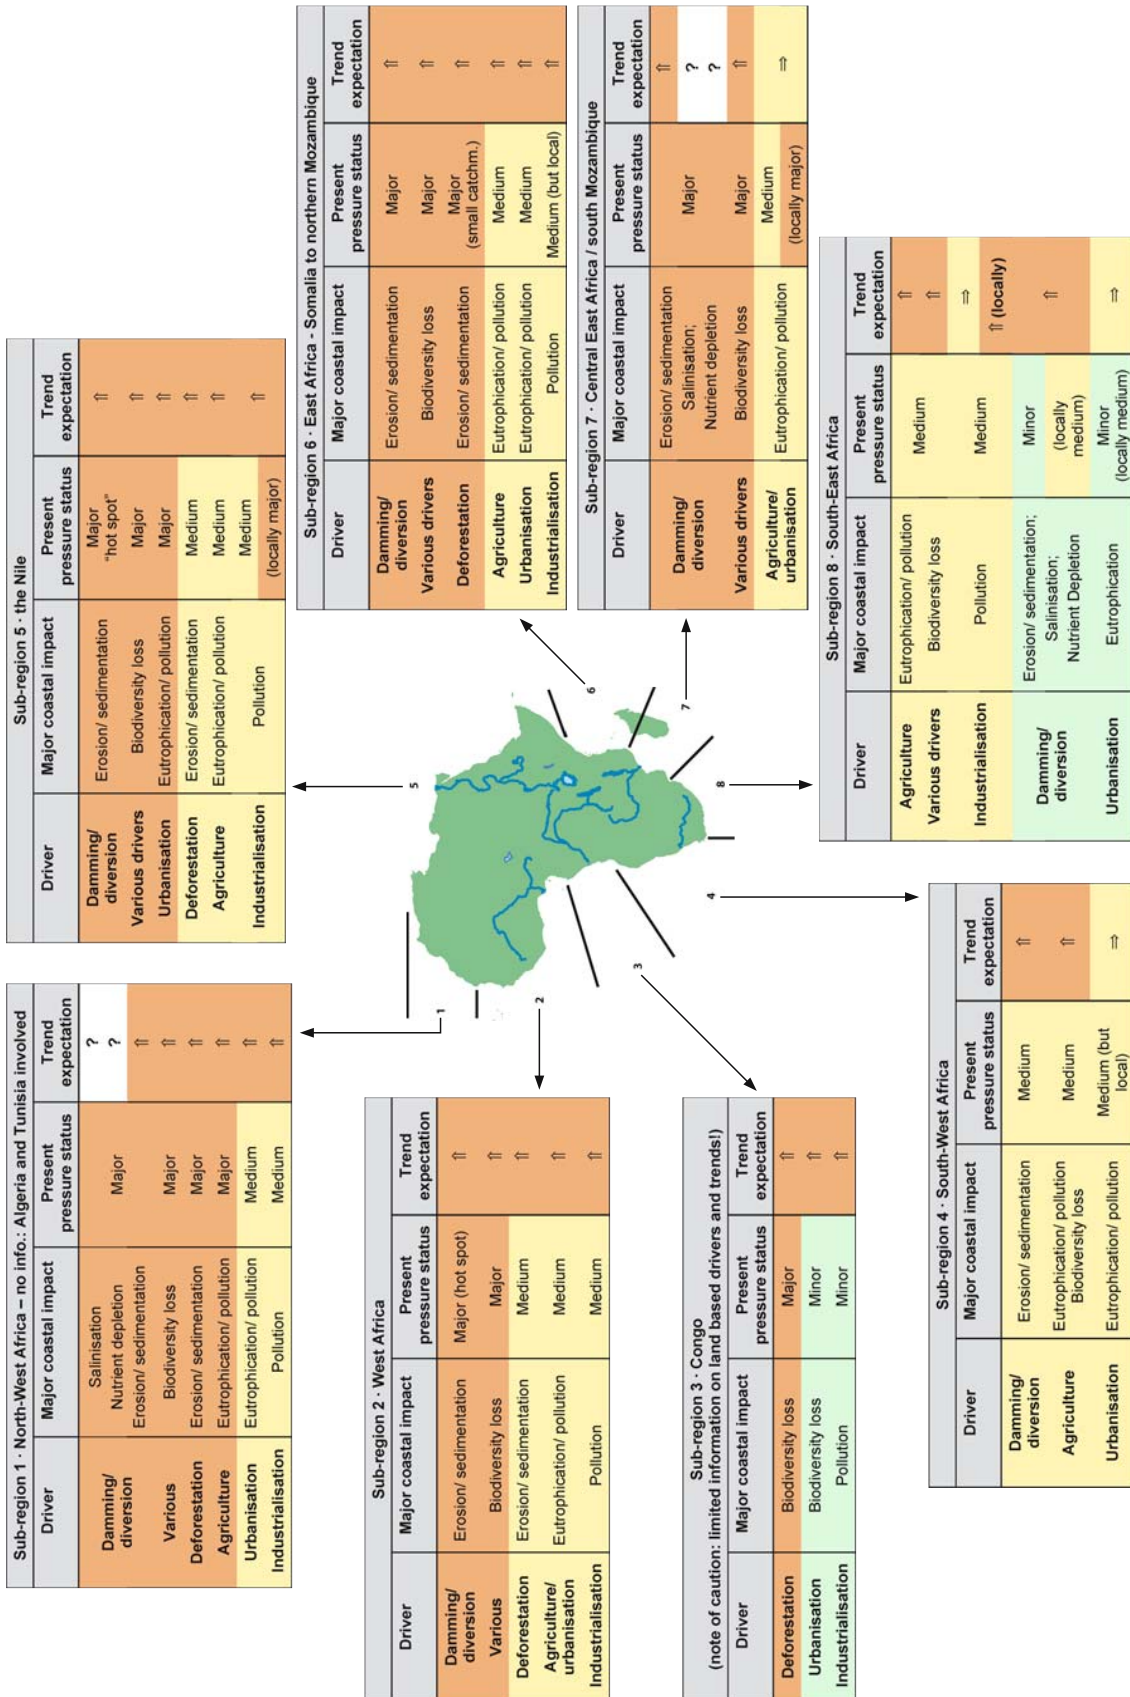 Sub-region 1 · North-West Africa – no info.: Algeria and Tunisia involved
Driver Major coastal impact Present pressure status Trend expectation
Damming/ diversion Salinisation Major ?
Nutrient depletion ?
Erosion/ sedimentation ⇑
Various Biodiversity loss Major ⇑
Deforestation Erosion/ sedimentation Major ⇑
Agriculture Eutrophication/ pollution Major ⇑
Urbanisation Eutrophication/ pollution Medium ⇑
Industrialisation Pollution Medium ⇑
Sub-region 5 · the Nile
Driver Major coastal impact Present pressure status Trend expectation
Damming/ diversion Erosion/ sedimentation Major "hot spot" ⇑
Various drivers Biodiversity loss Major ⇑
Urbanisation Eutrophication/ pollution Major ⇑
Deforestation Erosion/ sedimentation Medium ⇑
Agriculture Eutrophication/ pollution Medium ⇑
Industrialisation Pollution Medium ⇑
(locally major)
Sub-region 2 · West Africa
Driver Major coastal impact Present pressure status Trend expectation
Damming/ diversion Erosion/ sedimentation Major (hot spot) ⇑
Various Biodiversity loss Major ⇑
Deforestation Erosion/ sedimentation Medium ⇑
Agriculture/ urbanisation Eutrophication/ pollution Medium ⇑
Industrialisation Pollution Medium ⇑
1
2
3
4
5
6
7
8
Sub-region 6 · East Africa - Somalia to northern Mozambique
Driver Major coastal impact Present pressure status Trend expectation
Damming/ diversion Erosion/ sedimentation Major ⇑
Various drivers Biodiversity loss Major ⇑
Deforestation Erosion/ sedimentation Major (small catchm.) ⇑
Agriculture Eutrophication/ pollution Medium ⇑
Urbanisation Eutrophication/ pollution Medium ⇑
Industrialisation Pollution Medium (but local) ⇑
Sub-region 3 · Congo
(note of caution: limited information on land based drivers and trends!)
Driver Major coastal impact Present pressure status Trend expectation
Deforestation Biodiversity loss Major ⇑
Urbanisation Biodiversity loss Minor ⇑
Industrialisation Pollution Minor ⇑
Sub-region 7 · Central East Africa / south Mozambique
Driver Major coastal impact Present pressure status Trend expectation
Damming/ diversion Erosion/ sedimentation Major ⇑
Salinisation; ?
Nutrient depletion ?
Various drivers Biodiversity loss Major ⇑
Agriculture/ urbanisation Eutrophication/ pollution Medium ⇒
(locally major)
Sub-region 4 · South-West Africa
Driver Major coastal impact Present pressure status Trend expectation
Damming/ diversion Erosion/ sedimentation Medium ⇑
Agriculture Eutrophication/ pollution Biodiversity loss Medium ⇑
Urbanisation Eutrophication/ pollution Medium (but local) ⇒
Sub-region 8 · South-East Africa
Driver Major coastal impact Present pressure status Trend expectation
Agriculture Eutrophication/ pollution Medium ⇑
Various drivers Biodiversity loss ⇑
Industrialisation Pollution Medium ⇒
⇑ (locally)
Damming/ diversion Erosion/ sedimentation; Minor ⇑
Salinisation; (locally medium)
Nutrient Depletion
Urbanisation Eutrophication Minor (locally medium) ⇒